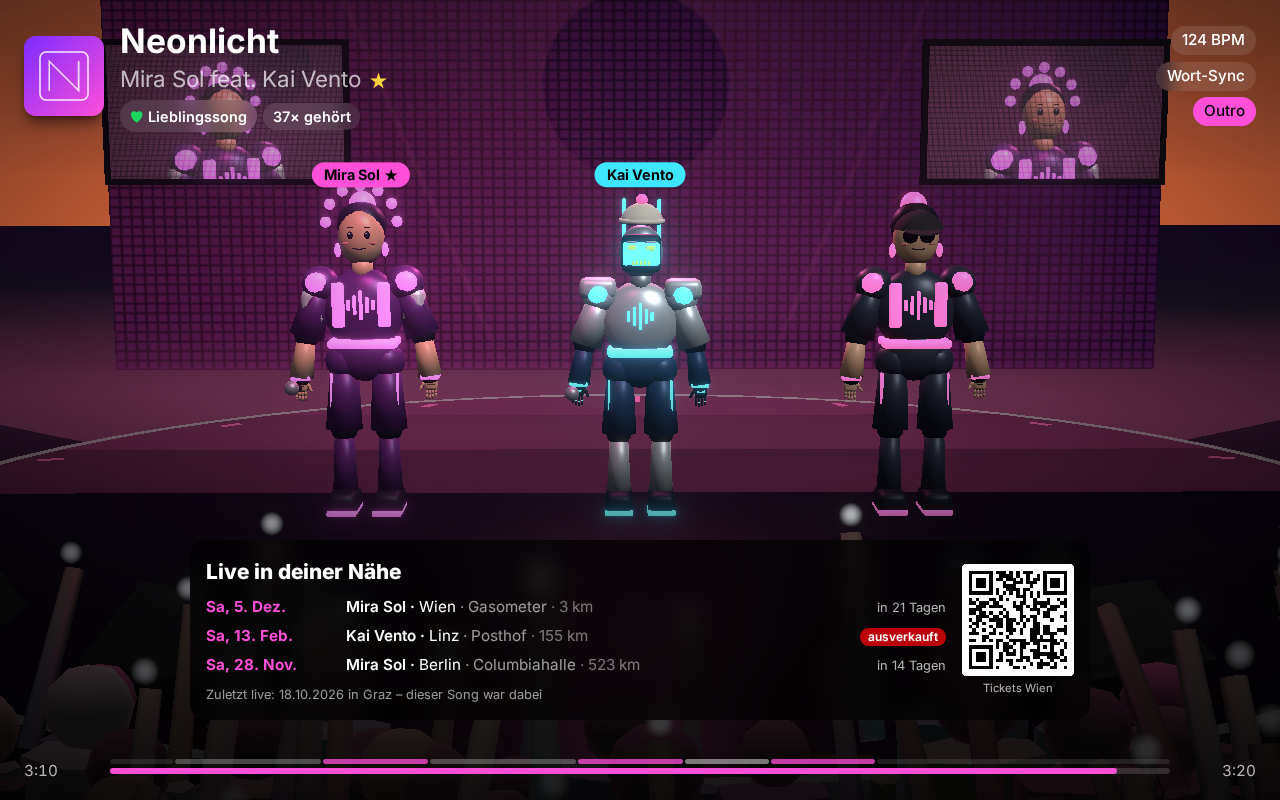 N
Neonlicht
Mira Sol feat. Kai Vento ★
Lieblingssong
37× gehört
124 BPM
Wort-Sync
Outro
Mira Sol ★
Kai Vento
Live in deiner Nähe
Sa, 5. Dez. Mira Sol · Wien · Gasometer · 3 km in 21 Tagen
Sa, 13. Feb. Kai Vento · Linz · Posthof · 155 km ausverkauft
Sa, 28. Nov. Mira Sol · Berlin · Columbiahalle · 523 km in 14 Tagen
Zuletzt live: 18.10.2026 in Graz – dieser Song war dabei
Tickets Wien
3:10
3:20